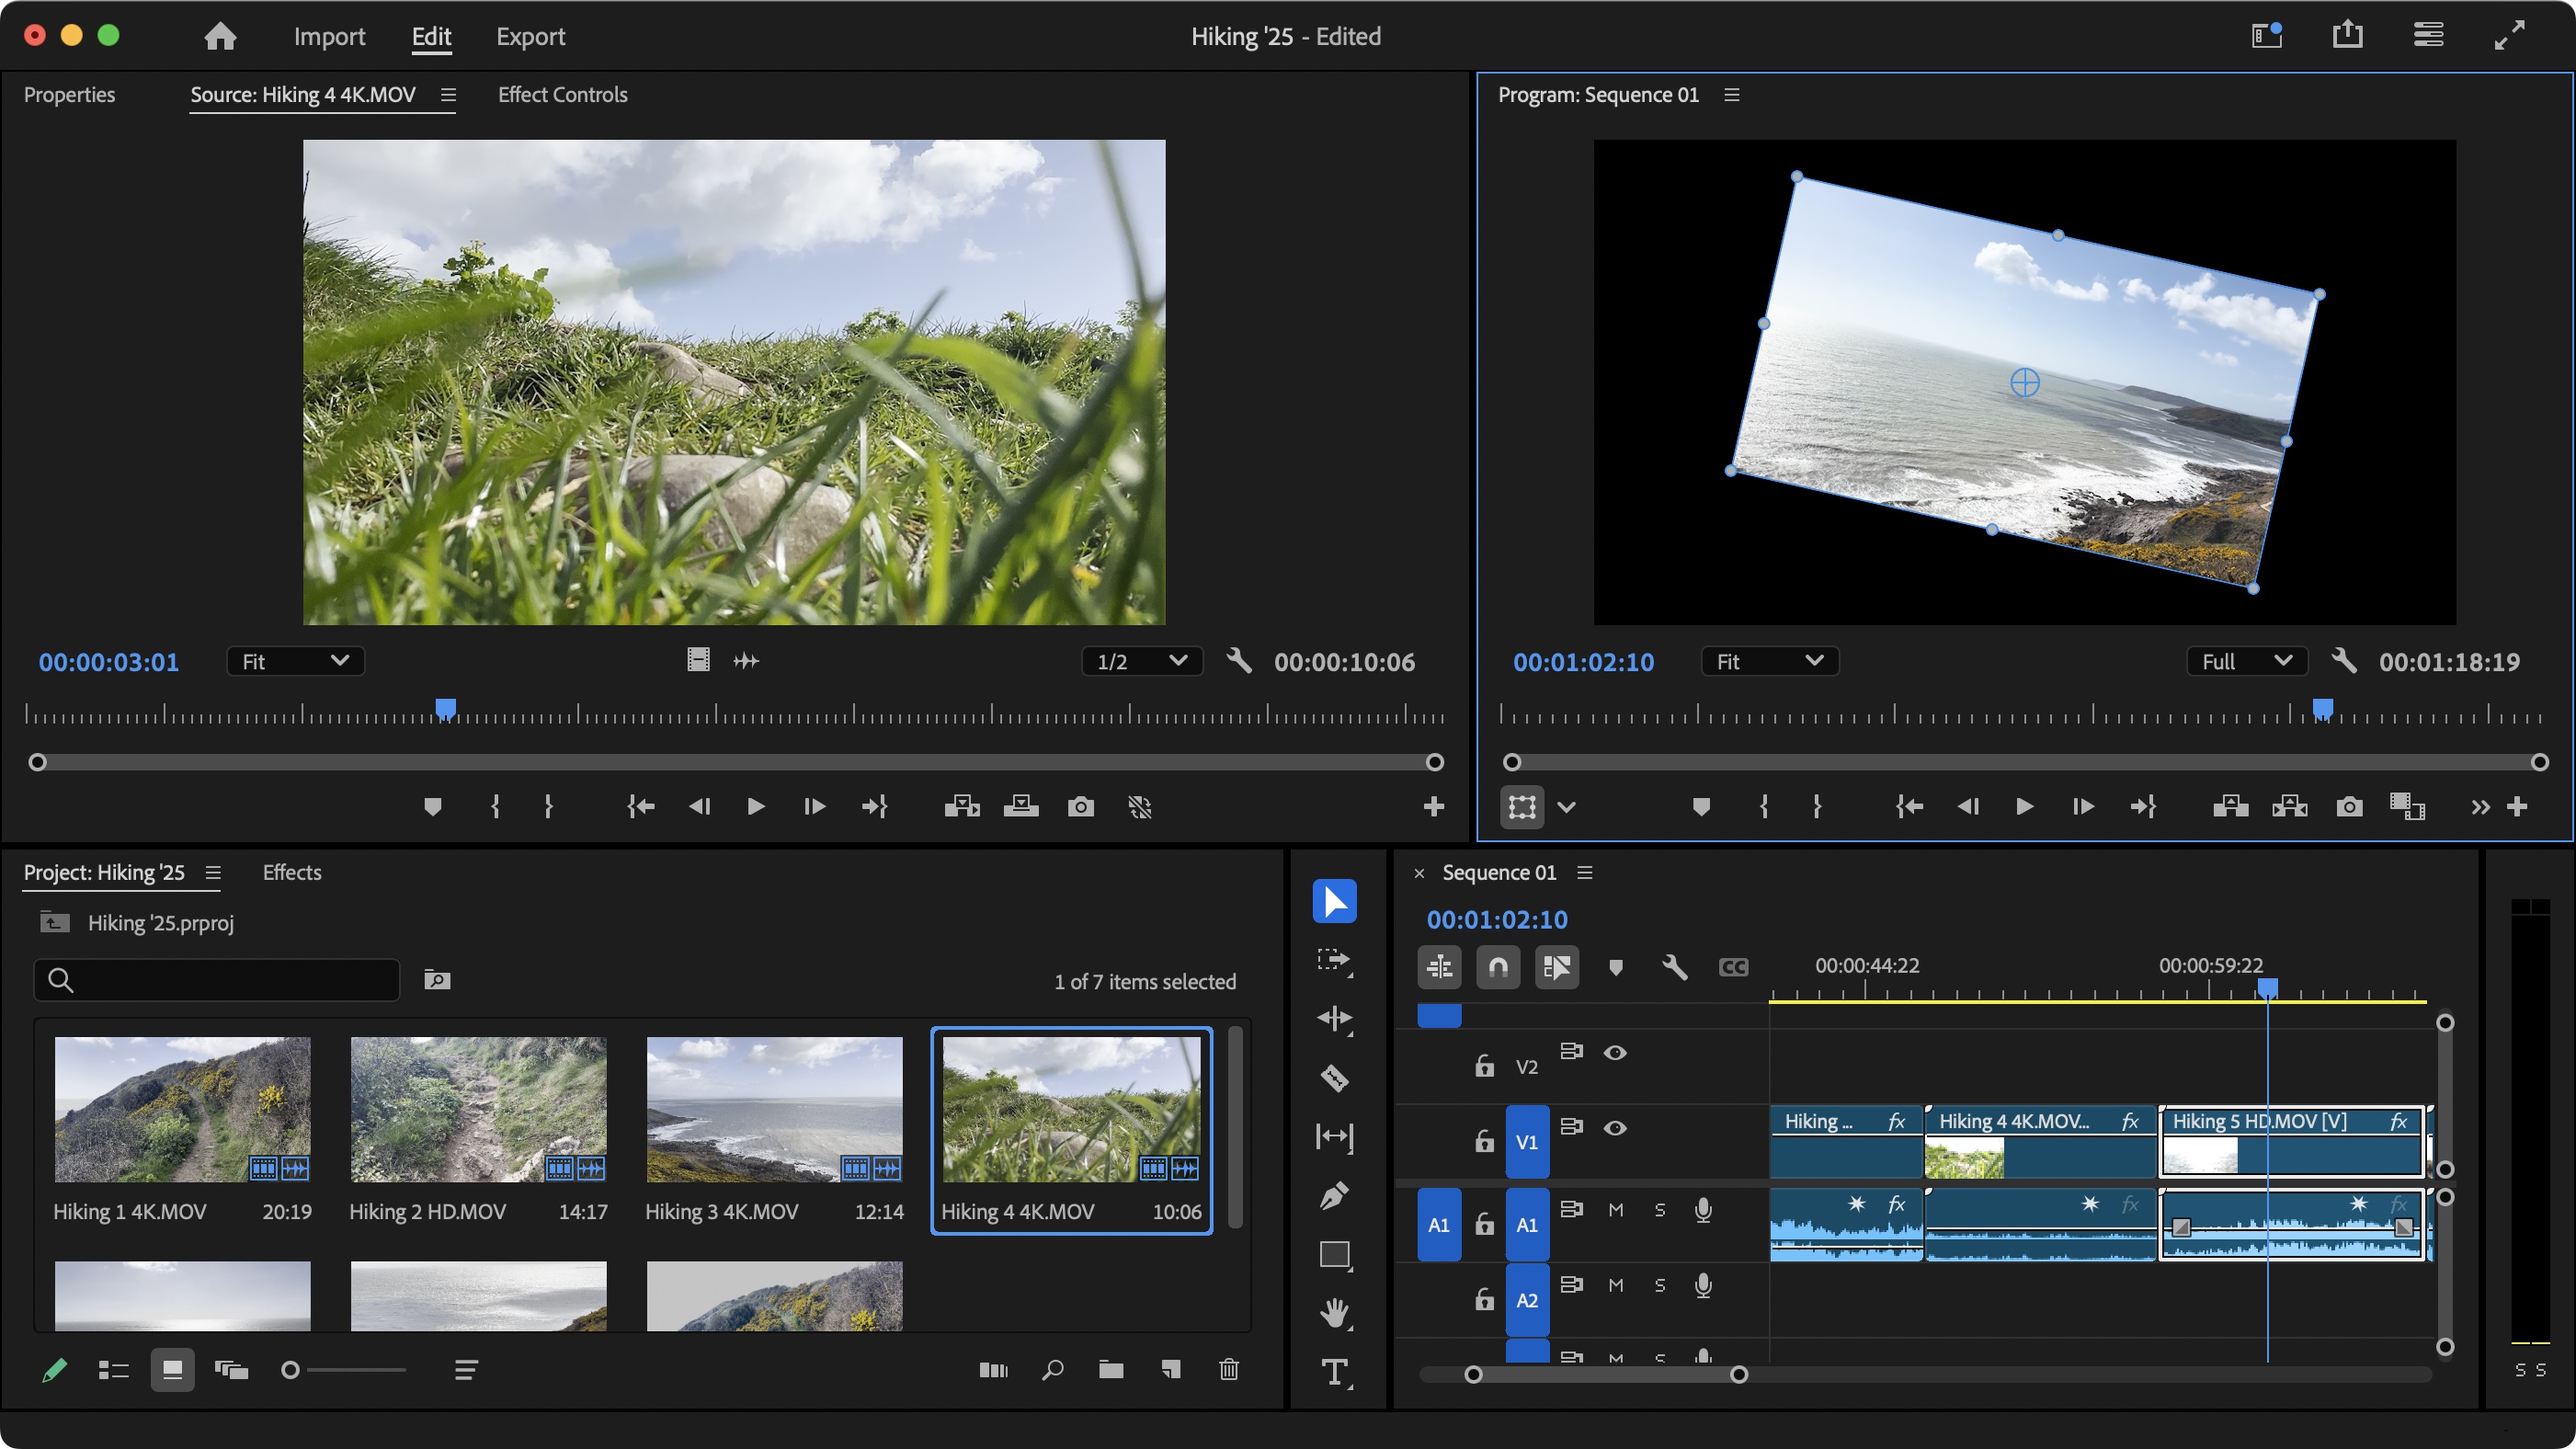 Import Edit Export Hiking '25 - Edited
Properties Source: Hiking 4 4K.MOV Effect Controls
Program: Sequence 01
00:00:03:01 Fit 1/2 00:00:10:06
00:01:02:10 Fit Full 00:01:18:19
Project: Hiking '25 Effects
Hiking '25.prproj
1 of 7 items selected
Hiking 1 4K.MOV 20:19
Hiking 2 HD.MOV 14:17
Hiking 3 4K.MOV 12:14
Hiking 4 4K.MOV 10:06
T
× Sequence 01
00:01:02:10
CC
00:00:44:22 00:00:59:22
V2
V1
Hiking ... fx Hiking 4 4K.MOV... fx Hiking 5 HD.MOV [V] fx
A1 A1 M S fx fx fx
A2 M S
M S
S S